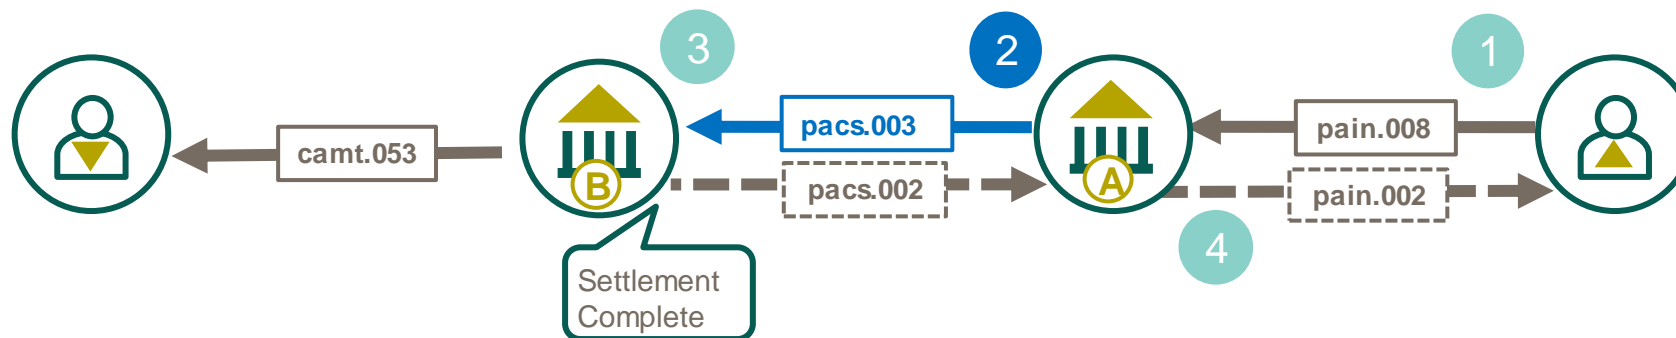 3
2
1
camt.053
pacs.003
pain.008
B
pacs.002
A
pain.002
4
Settlement
Complete